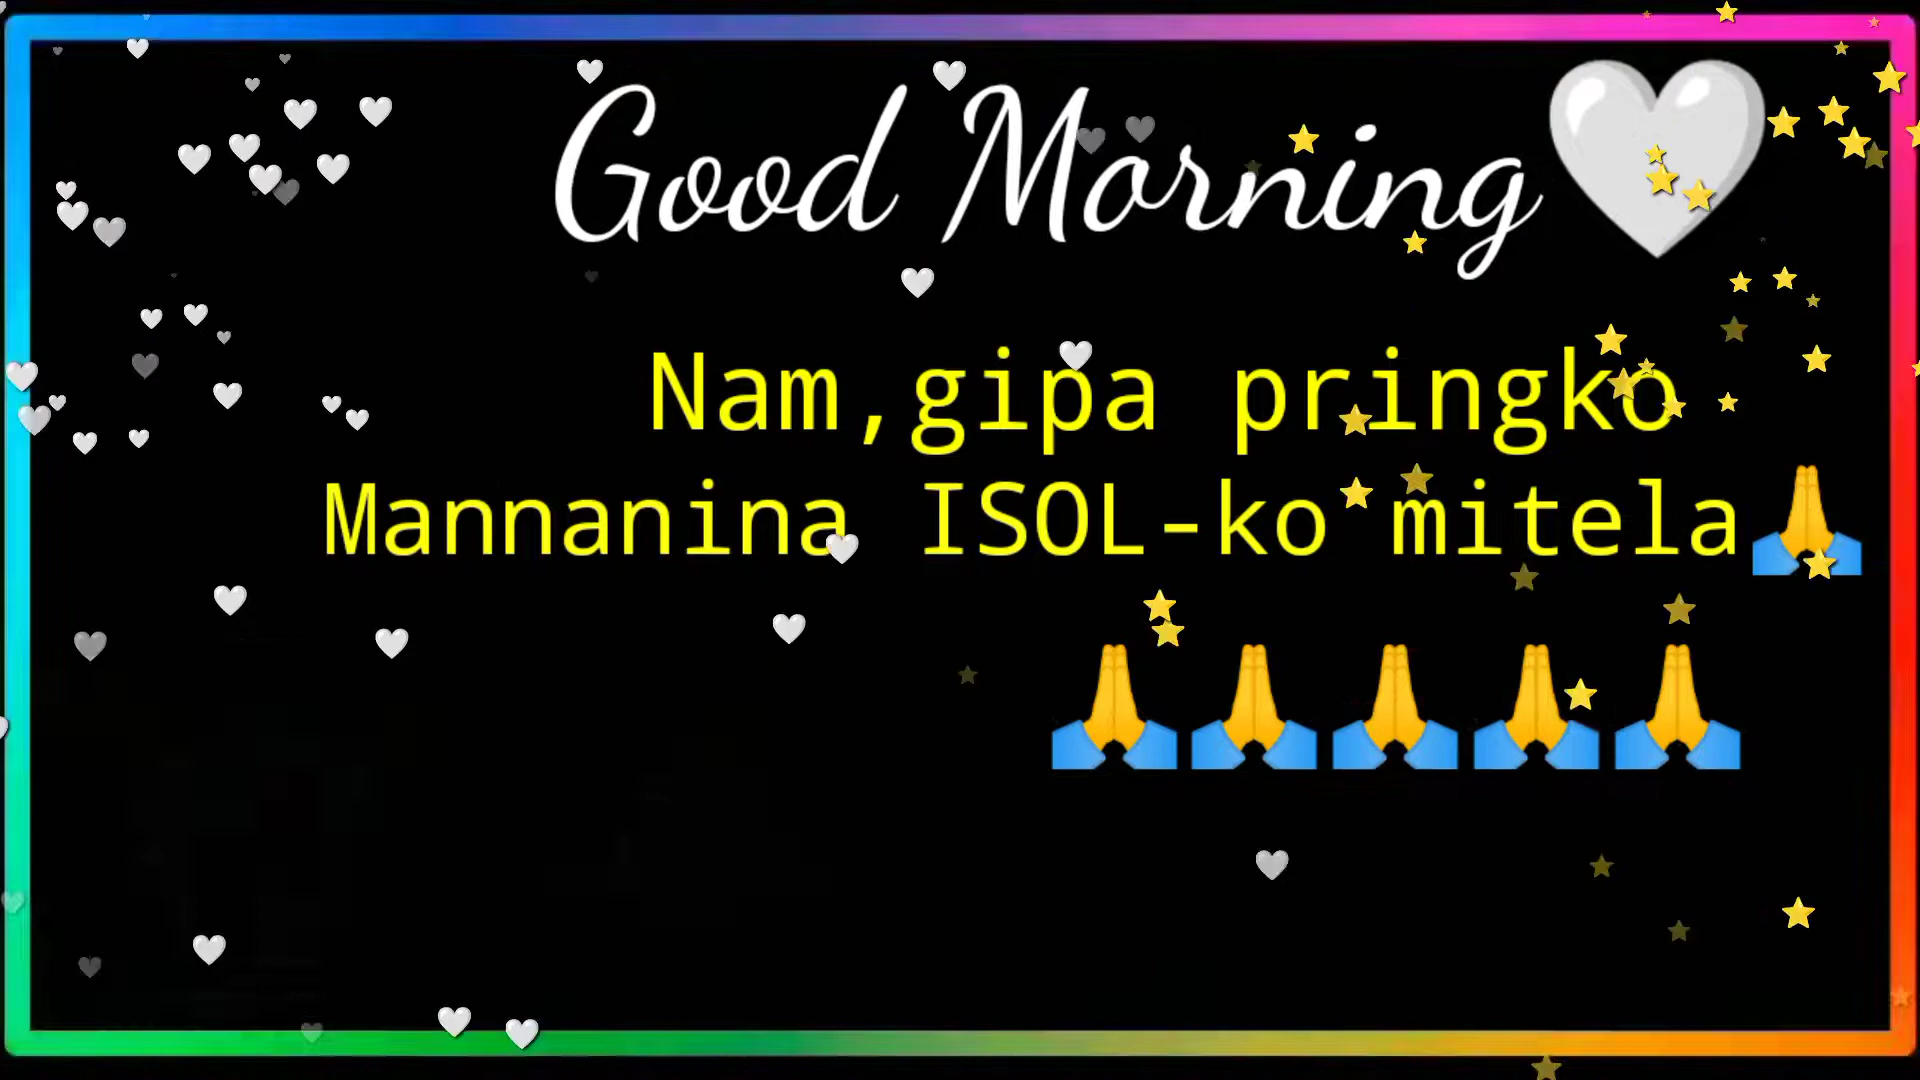 Good Morning🤍
Nam,gipa pringko
Mannanina ISOL-ko mitela🙏
🙏🙏🙏🙏🙏